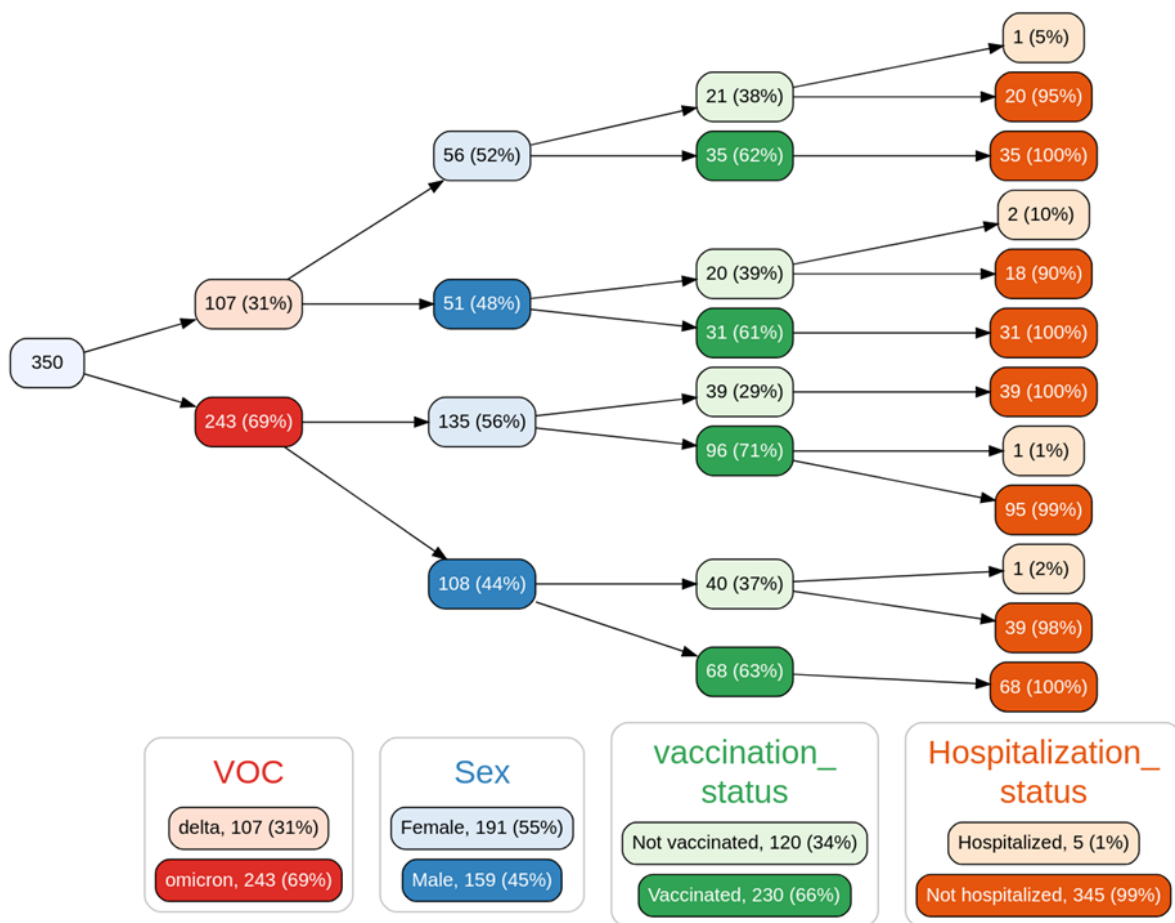 1 (5%)
21 (38%)
20 (95%)
56 (52%)
35 (62%)
35 (100%)
2 (10%)
20 (39%)
18 (90%)
107 (31%)
51 (48%)
31 (61%)
31 (100%)
350
39 (29%)
39 (100%)
243 (69%)
135 (56%)
96 (71%)
1 (1%)
95 (99%)
108 (44%)
40 (37%)
1 (2%)
39 (98%)
68 (63%)
68 (100%)
VOC
delta, 107 (31%)
omicron, 243 (69%)
Sex
Female, 191 (55%)
Male, 159 (45%)
vaccination_
status
Not vaccinated, 120 (34%)
Vaccinated, 230 (66%)
Hospitalization_
status
Hospitalized, 5 (1%)
Not hospitalized, 345 (99%)